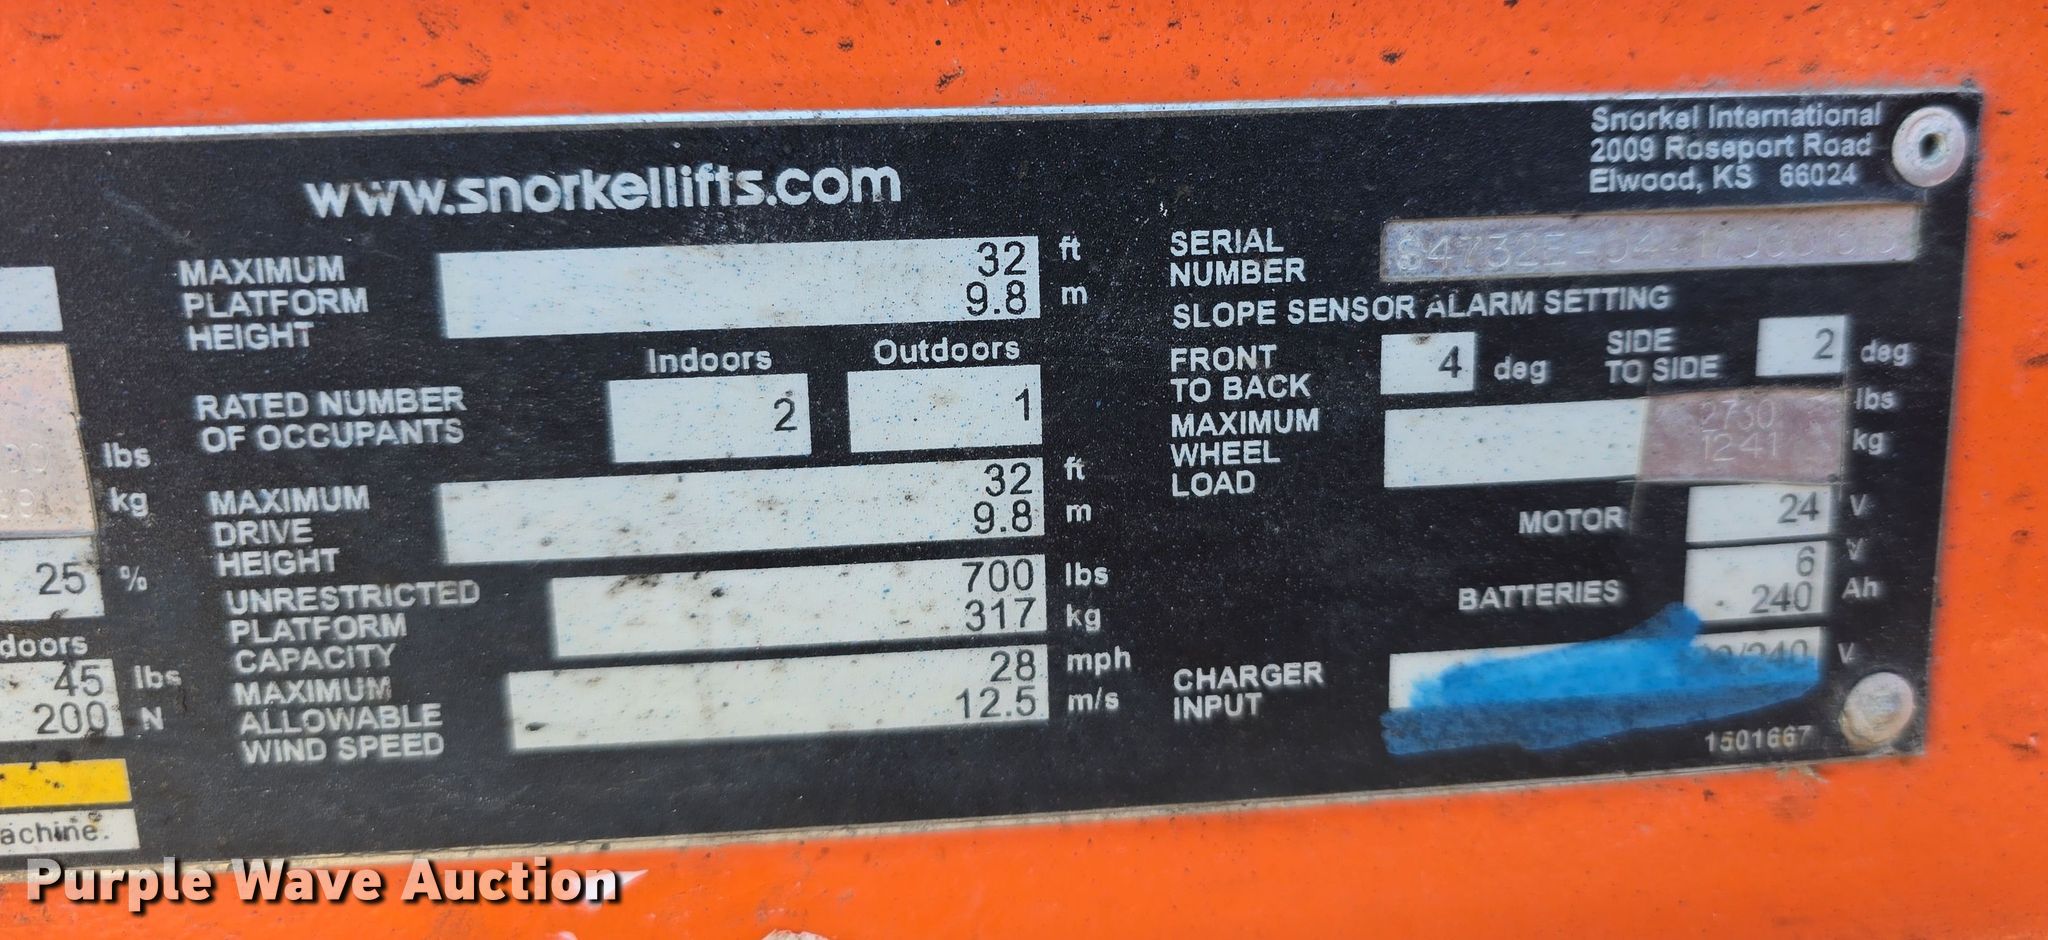 Snorkel International
2009 Roseport Road
Elwood, KS 66024
www.snorkellifts.com
MAXIMUM
PLATFORM
HEIGHT
32 ft
9.8 m
Indoors Outdoors
RATED NUMBER
OF OCCUPANTS
2 1
MAXIMUM
DRIVE
HEIGHT
32 ft
9.8 m
UNRESTRICTED
PLATFORM
CAPACITY
700 lbs
317 kg
MAXIMUM
ALLOWABLE
WIND SPEED
28 mph
12.5 m/s
lbs
kg
25 %
doors
45 lbs
200 N
achine.
SERIAL
NUMBER
SLOPE SENSOR ALARM SETTING
FRONT
TO BACK
4 deg
SIDE
TO SIDE
2 deg
MAXIMUM
WHEEL
LOAD
2730 lbs
1241 kg
MOTOR 24 V
BATTERIES
6 V
240 Ah
CHARGER
INPUT
/240 V
1501667
Purple Wave Auction